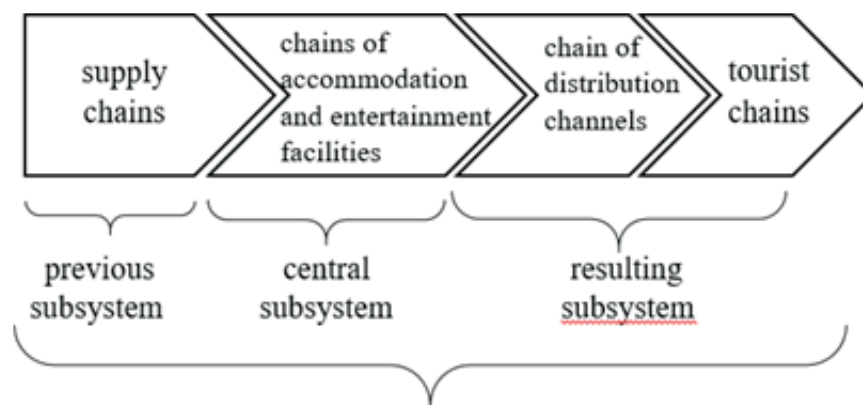 supply
chains
chains of
accommodation
and entertainment
facilities
chain of
distribution
channels
tourist
chains
previous
subsystem
central
subsystem
resulting
subsystem